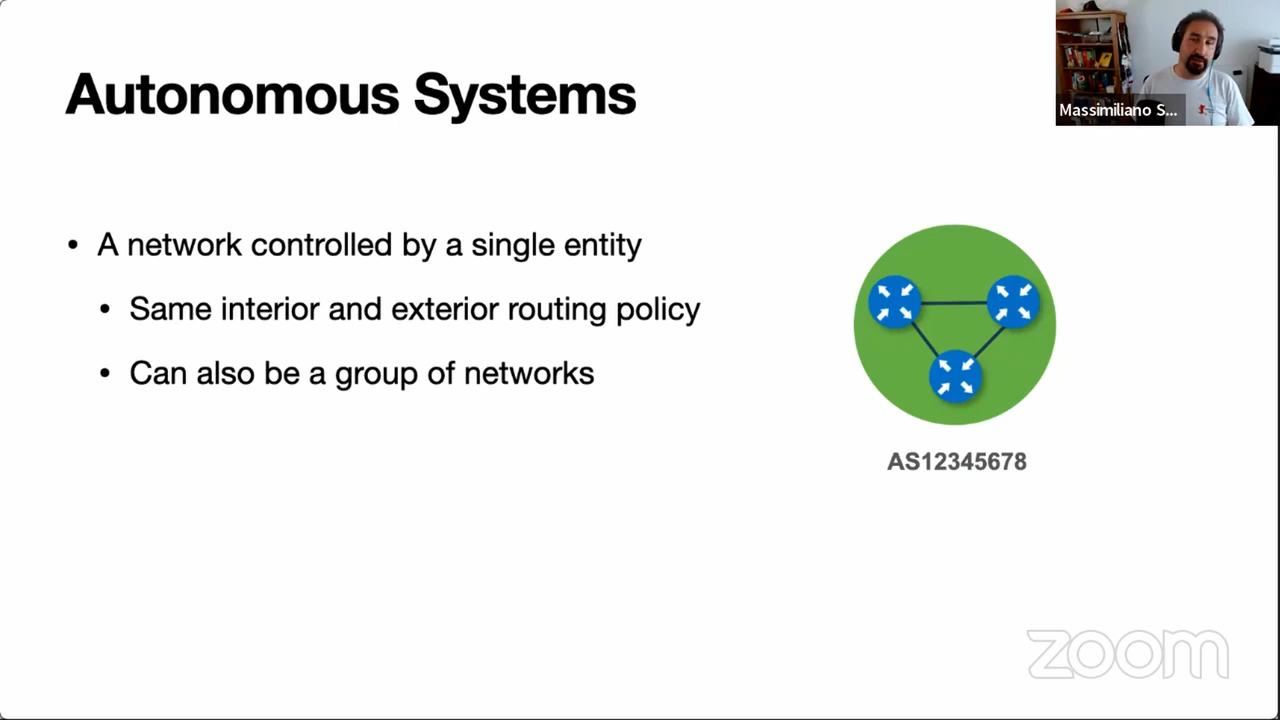 Autonomous Systems
Massimiliano S...
• A network controlled by a single entity
• Same interior and exterior routing policy
• Can also be a group of networks
AS12345678
zoom